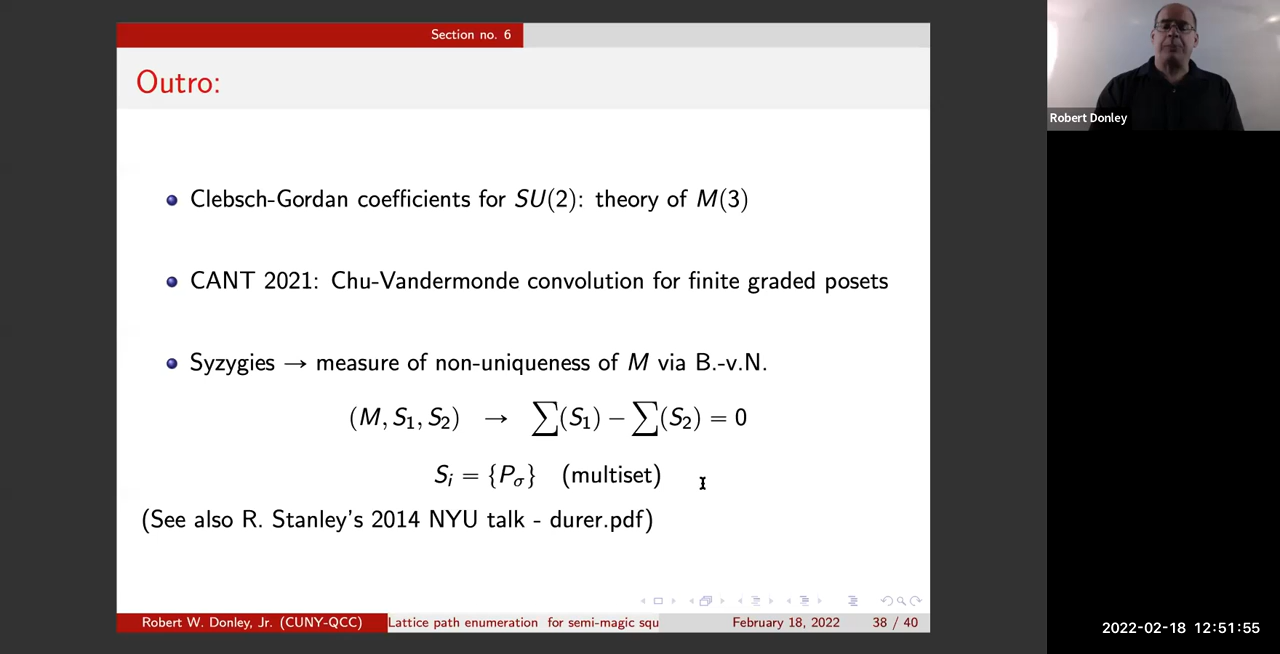 Section no. 6
Outro:
Clebsch-Gordan coefficients for SU(2): theory of M(3)
CANT 2021: Chu-Vandermonde convolution for finite graded posets
Syzygies → measure of non-uniqueness of M via B.-v.N.
(M, S₁, S₂) → ∑(S₁) − ∑(S₂) = 0
Sᵢ = {P_σ} (multiset)
(See also R. Stanley's 2014 NYU talk - durer.pdf)
Robert W. Donley, Jr. (CUNY-QCC) Lattice path enumeration for semi-magic squ February 18, 2022 38 / 40
Robert Donley
2022-02-18 12:51:55